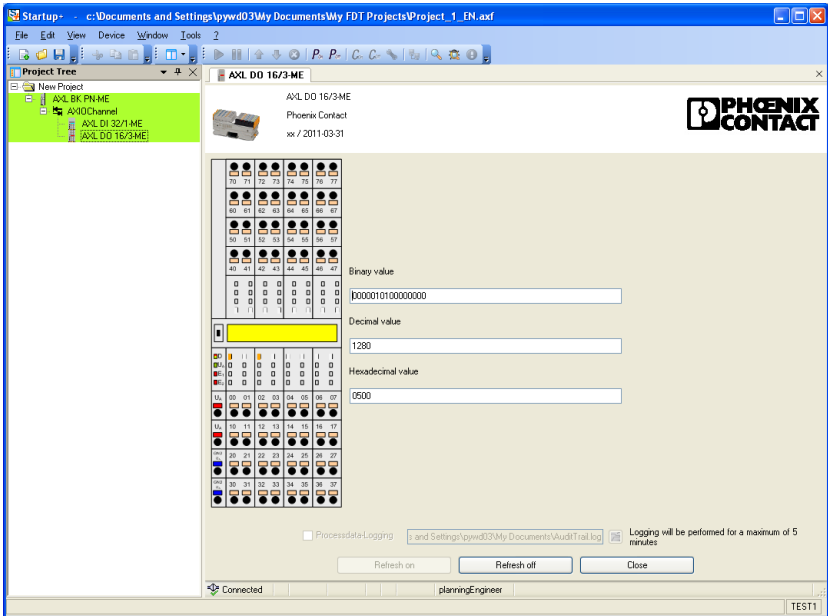 Startup+ - c:\Documents and Settings\pywd03\My Documents\My FDT Projects\Project_1_EN.axf
File Edit View Device Window Tools ?
P+ P- C+ C-
Project Tree
AXL DO 16/3-ME
New Project
AXL BK PN-ME
AXIOChannel
AXL DI 32/1-ME
AXL DO 16/3-ME
AXL DO 16/3-ME
Phoenix Contact
xx / 2011-03-31
PHŒNIX
CONTACT
70 71 72 73 74 75 76 77
60 61 62 63 64 65 66 67
50 51 52 53 54 55 56 57
40 41 42 43 44 45 46 47
Binary value
0000010100000000
Decimal value
1280
Hexadecimal value
0500
00 01 02 03 04 05 06 07
10 11 12 13 14 15 16 17
20 21 22 23 24 25 26 27
30 31 32 33 34 35 36 37
Processdata-Logging
s and Settings\pywd03\My Documents\AuditTrail.log
Logging will be performed for a maximum of 5
minutes
Refresh on
Refresh off
Close
Connected
planningEngineer
TEST1